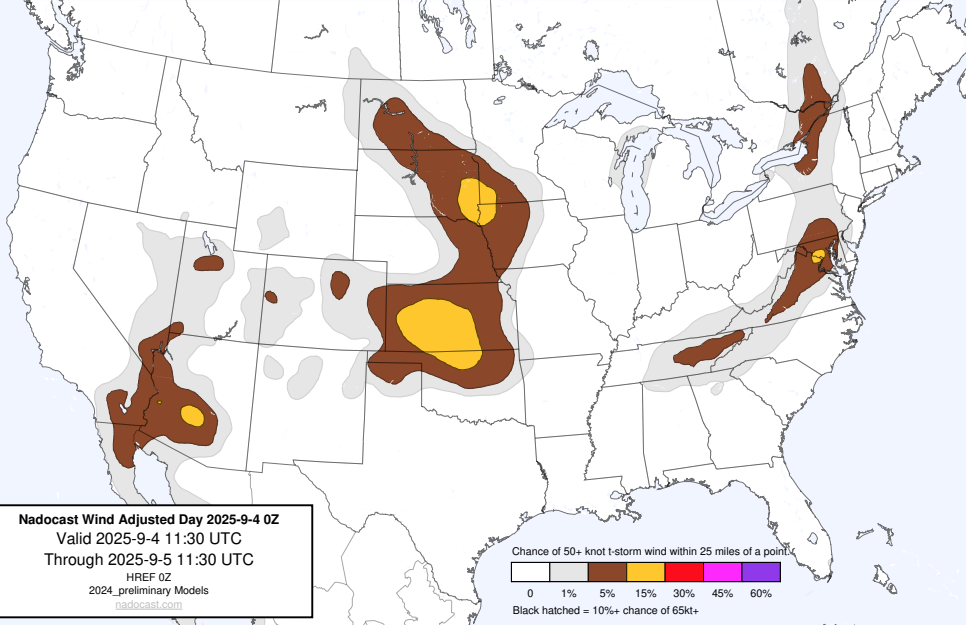 Nadocast Wind Adjusted Day 2025-9-4 0Z
Valid 2025-9-4 11:30 UTC
Through 2025-9-5 11:30 UTC
HREF 0Z
2024_preliminary Models
nadocast.com
Chance of 50+ knot t-storm wind within 25 miles of a point.
0 1% 5% 15% 30% 45% 60%
Black hatched = 10%+ chance of 65kt+